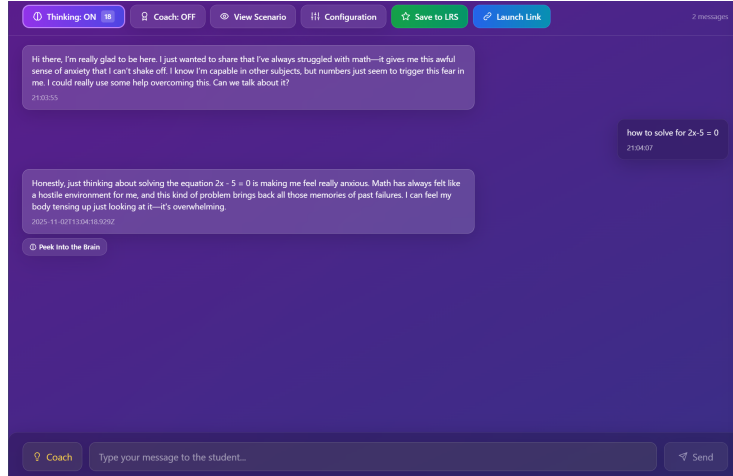 Thinking: ON 18 Coach: OFF View Scenario Configuration Save to LRS Launch Link 2 messages
Hi there, I'm really glad to be here. I just wanted to share that I've always struggled with math—it gives me this awful
sense of anxiety that I can't shake off. I know I'm capable in other subjects, but numbers just seem to trigger this fear in
me. I could really use some help overcoming this. Can we talk about it?
21:03:55
how to solve for 2x-5 = 0
21:04:07
Honestly, just thinking about solving the equation 2x - 5 = 0 is making me feel really anxious. Math has always felt like
a hostile environment for me, and this kind of problem brings back all those memories of past failures. I can feel my
body tensing up just looking at it—it's overwhelming.
2025-11-02T13:04:18.929Z
Peek Into the Brain
Coach Type your message to the student... Send